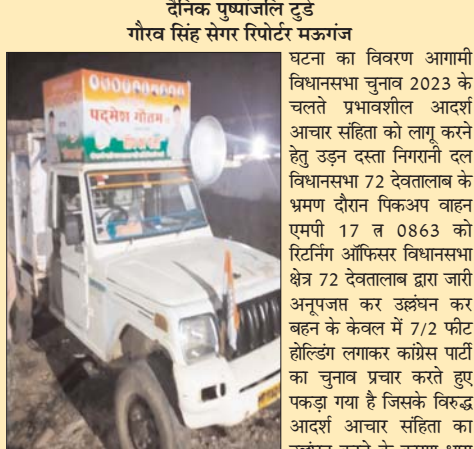 दैनिक पुष्पांजलि टुडे
गौरव सिंह सेगर रिपोर्टर मऊगंज
पद्मेश गौतम
घटना का विवरण आगामी
विधानसभा चुनाव 2023 के
चलते प्रभावशील आदर्श
आचार संहिता को लागू करने
हेतु उड़न दस्ता निगरानी दल
विधानसभा 72 देवतालाब के
भ्रमण दौरान पिकअप वाहन
एमपी 17 त्र 0863 को
रिटर्निग ऑफिसर विधानसभा
क्षेत्र 72 देवतालाब द्वारा जारी
अनूपजप्त कर उल्लंघन कर
बहन के केवल में 7/2 फीट
होल्डिंग लगाकर कांग्रेस पार्टी
का चुनाव प्रचार करते हुए
पकड़ा गया है जिसके विरुद्ध
आदर्श आचार संहिता का